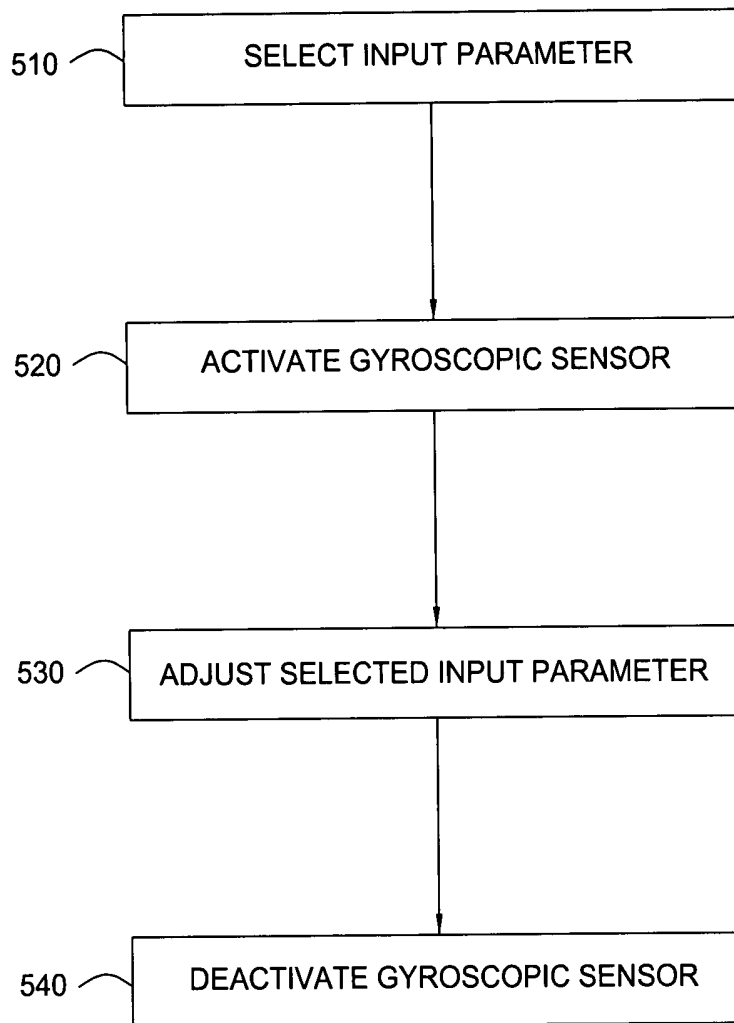 510 SELECT INPUT PARAMETER
520 ACTIVATE GYROSCOPIC SENSOR
530 ADJUST SELECTED INPUT PARAMETER
540 DEACTIVATE GYROSCOPIC SENSOR